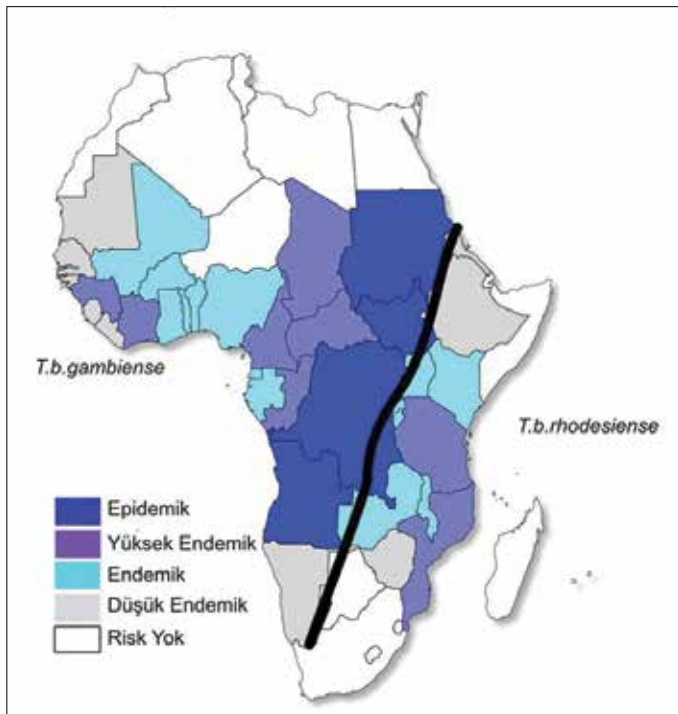 T.b.gambiense
T.b.rhodesiense
Epidemik
Yüksek Endemik
Endemik
Düşük Endemik
Risk Yok